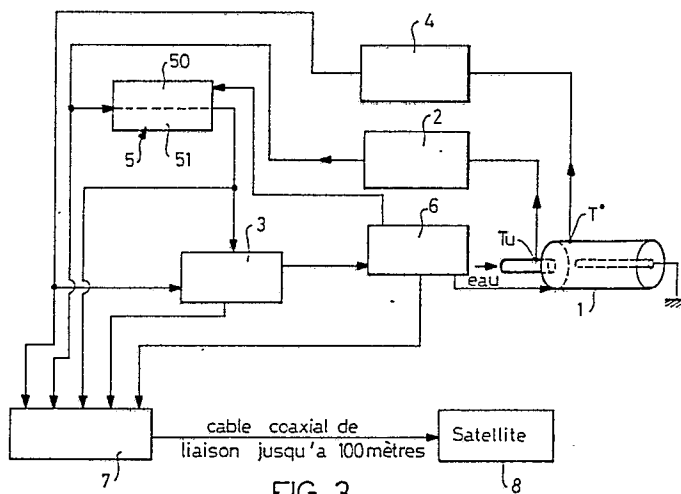 4
50
2
5
51
6
T°
3
Tu
eau
1
cable coaxial de
liaison jusqu'a 100 mètres
Satellite
7
8
FIG. 3